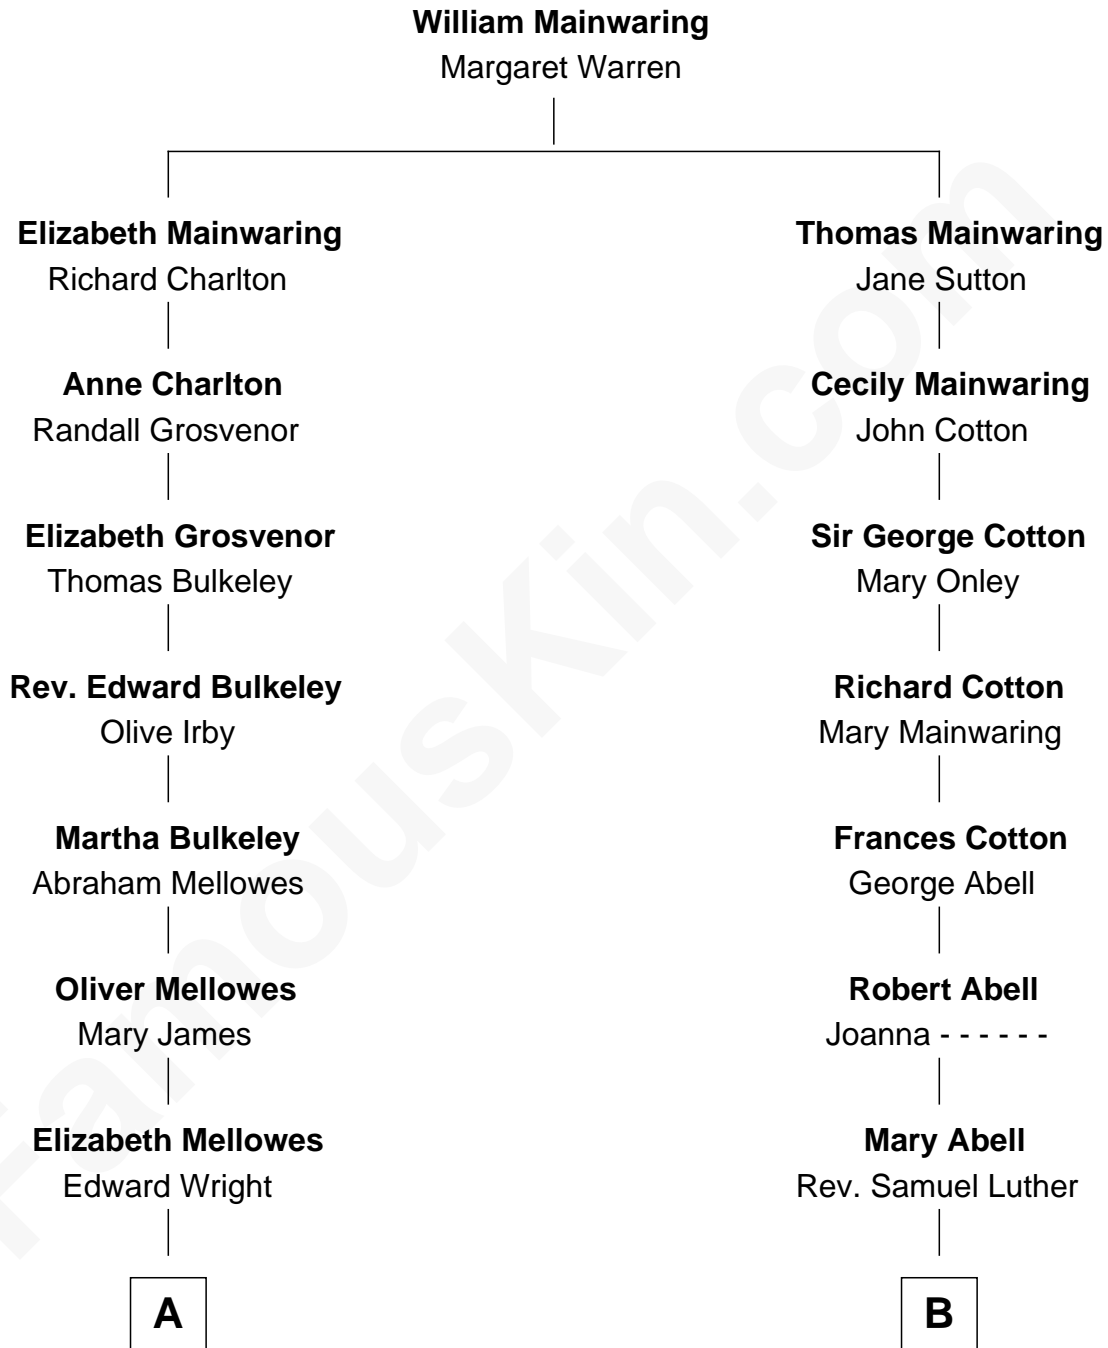 William Mainwaring
Margaret Warren
Elizabeth Mainwaring
Richard Charlton
Thomas Mainwaring
Jane Sutton
Anne Charlton
Randall Grosvenor
Cecily Mainwaring
John Cotton
Elizabeth Grosvenor
Thomas Bulkeley
Sir George Cotton
Mary Onley
Rev. Edward Bulkeley
Olive Irby
Richard Cotton
Mary Mainwaring
Martha Bulkeley
Abraham Mellowes
Frances Cotton
George Abell
Oliver Mellowes
Mary James
Robert Abell
Joanna - - - - - -
Elizabeth Mellowes
Edward Wright
Mary Abell
Rev. Samuel Luther
A
B
FamousKin.com